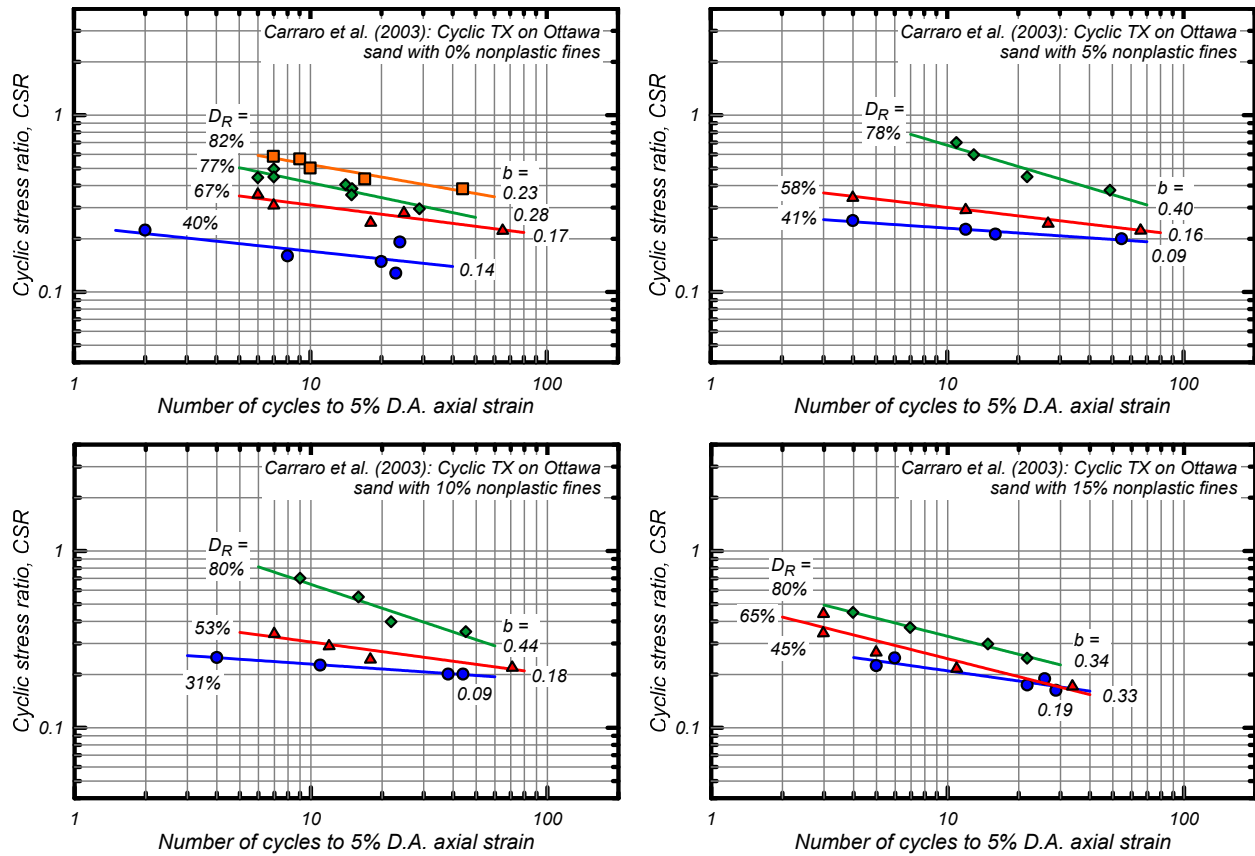 Carraro et al. (2003): Cyclic TX on Ottawa
sand with 0% nonplastic fines
Cyclic stress ratio, CSR
1
0.1
D_R =
82%
77%
67%
40%
b =
0.23
0.28
0.17
0.14
1
10
100
Number of cycles to 5% D.A. axial strain
Carraro et al. (2003): Cyclic TX on Ottawa
sand with 5% nonplastic fines
Cyclic stress ratio, CSR
1
0.1
D_R =
78%
58%
41%
b =
0.40
0.16
0.09
1
10
100
Number of cycles to 5% D.A. axial strain
Carraro et al. (2003): Cyclic TX on Ottawa
sand with 10% nonplastic fines
Cyclic stress ratio, CSR
1
0.1
D_R =
80%
53%
31%
b =
0.44
0.18
0.09
1
10
100
Number of cycles to 5% D.A. axial strain
Carraro et al. (2003): Cyclic TX on Ottawa
sand with 15% nonplastic fines
Cyclic stress ratio, CSR
1
0.1
D_R =
80%
65%
45%
b =
0.34
0.33
0.19
1
10
100
Number of cycles to 5% D.A. axial strain